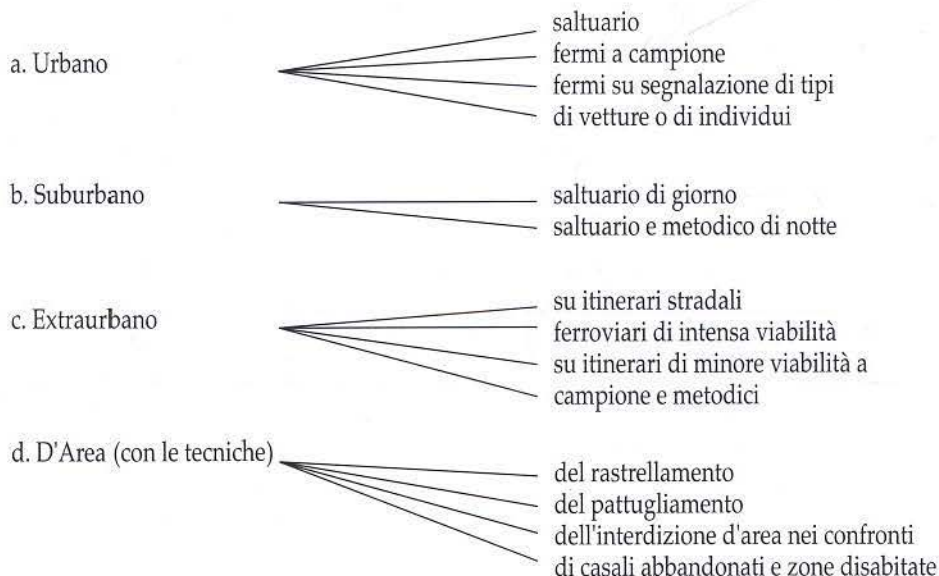 a. Urbano
saltuario
fermi a campione
fermi su segnalazione di tipi
di vetture o di individui
b. Suburbano
saltuario di giorno
saltuario e metodico di notte
c. Extraurbano
su itinerari stradali
ferroviari di intensa viabilità
su itinerari di minore viabilità a
campione e metodici
d. D'Area (con le tecniche)
del rastrellamento
del pattugliamento
dell'interdizione d'area nei confronti
di casali abbandonati e zone disabitate